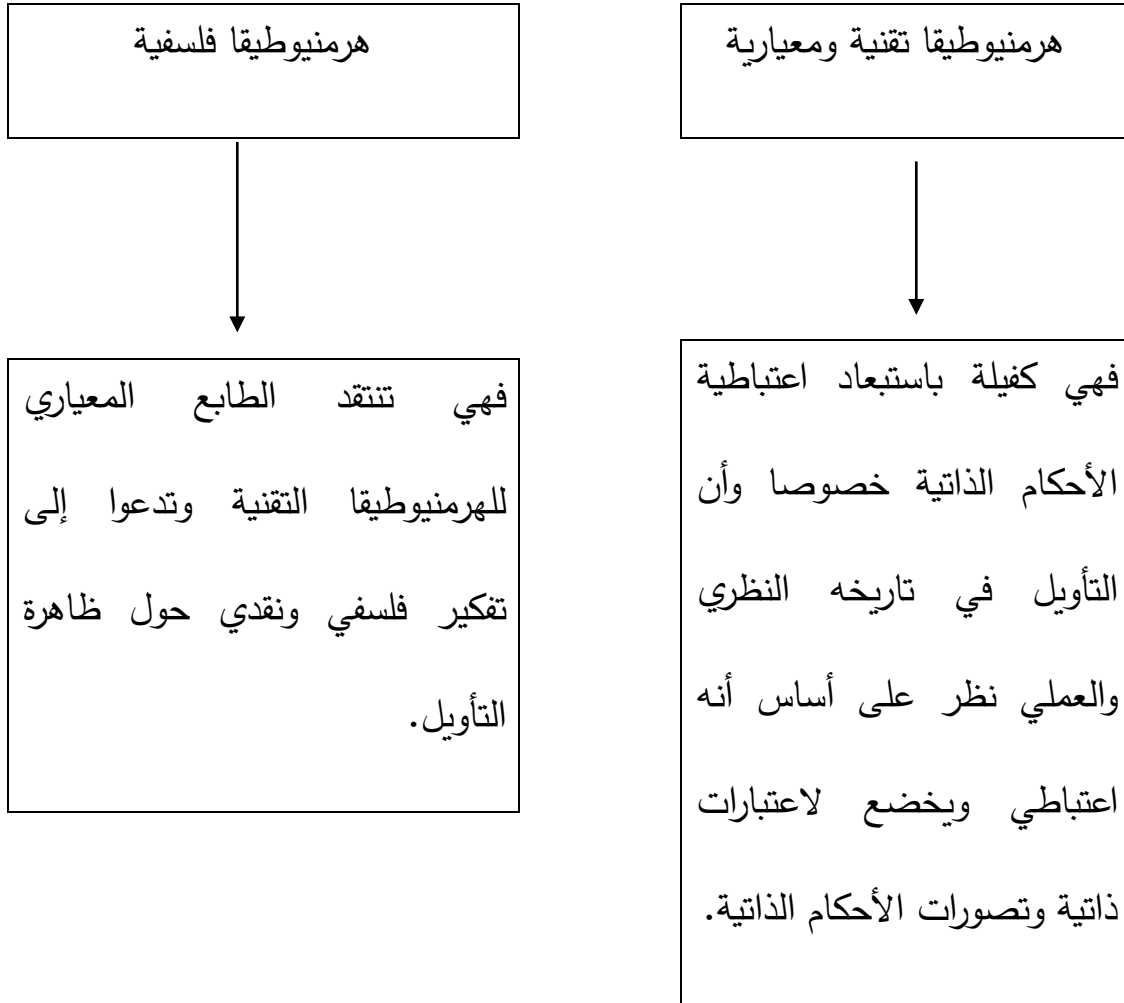 هرمنيوطيقا تقنية ومعيارية
فهي كفيلة باستبعاد اعتباطية
الأحكام الذاتية خصوصا وأن
التأويل في تاريخه النظري
والعملي نظر على أساس أنه
اعتباطي ويخضع لاعتبارات
ذاتية وتصورات الأحكام الذاتية.
هرمنيوطيقا فلسفية
فهي تنتقد الطابع المعياري
للهرمنيوطيقا التقنية وتدعوا إلى
تفكير فلسفي ونقدي حول ظاهرة
التأويل.